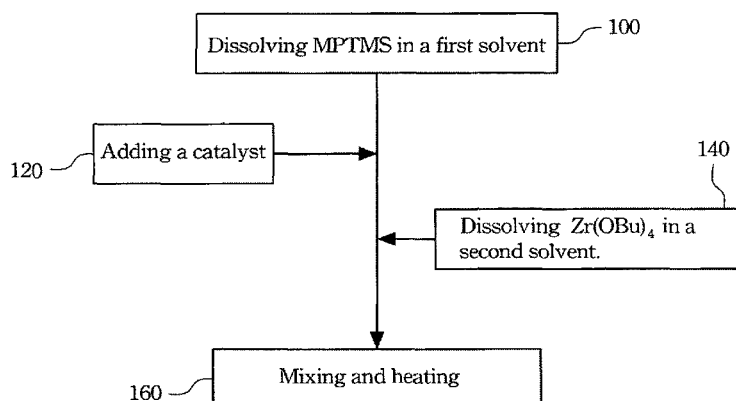 Dissolving MPTMS in a first solvent
100
Adding a catalyst
120
140
Dissolving Zr(OBu)₄ in a
second solvent.
Mixing and heating
160